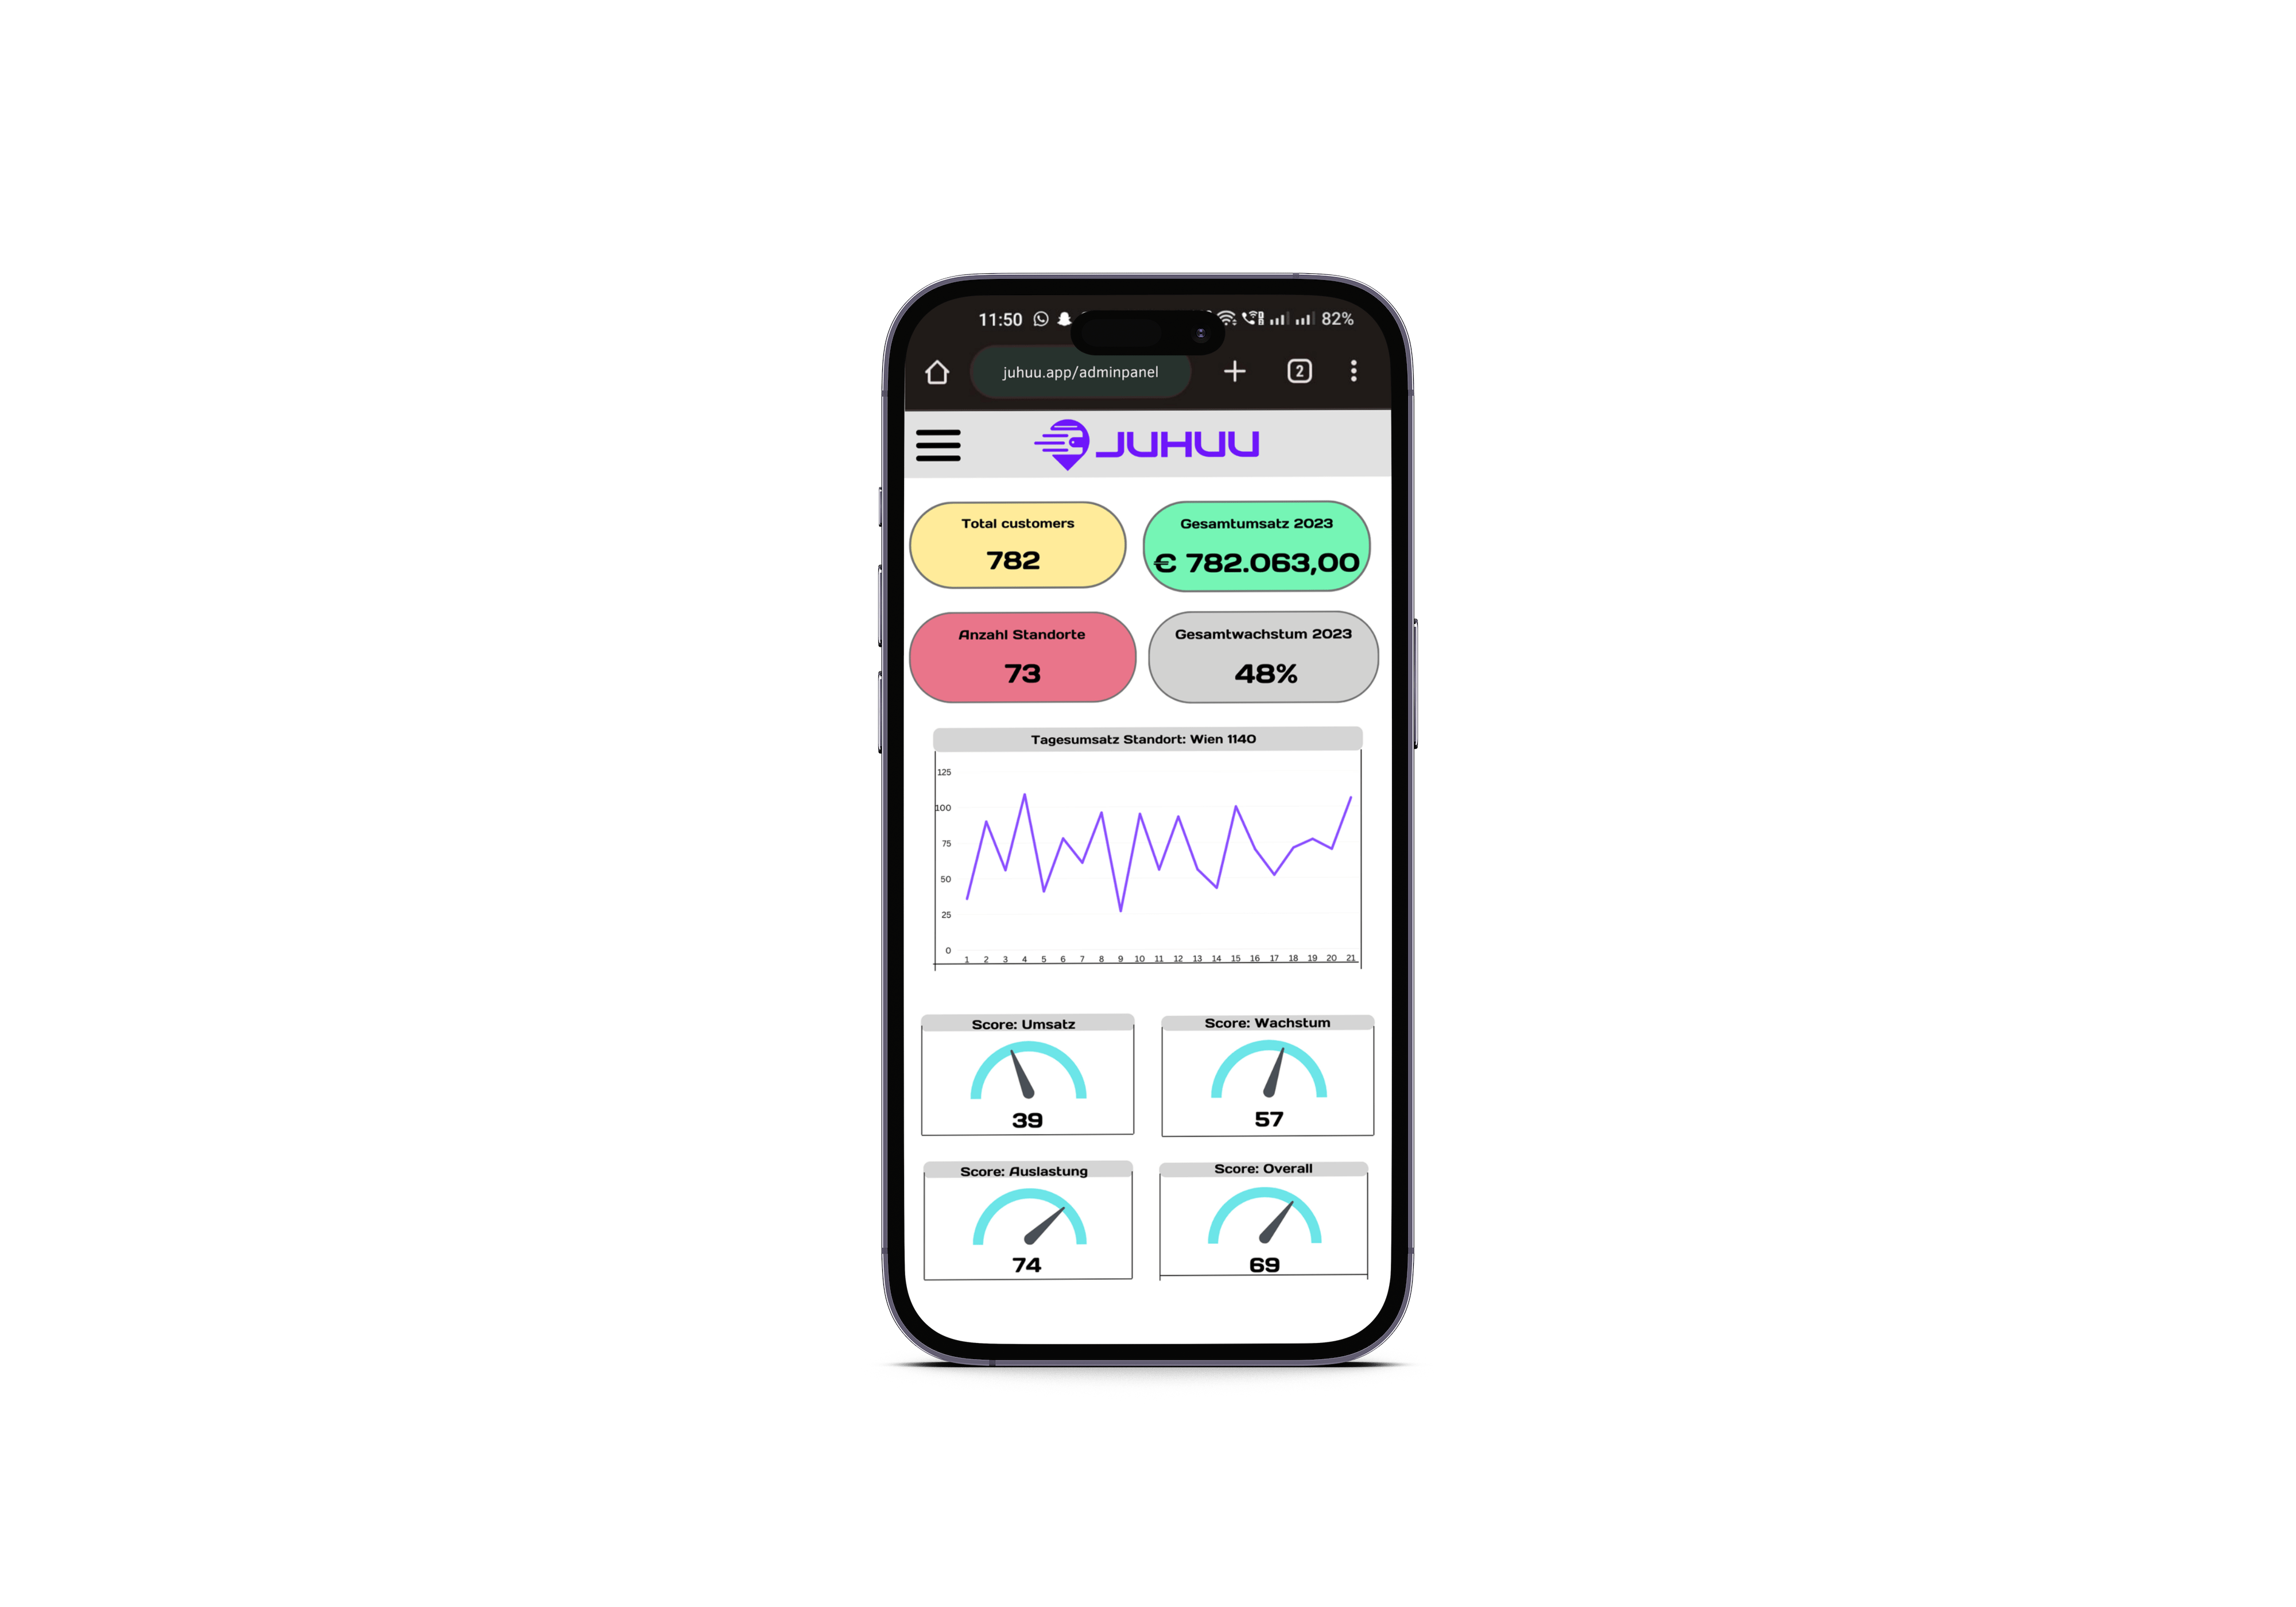 11:50 82%
juhuu.app/adminpanel 2
JUHUU
Total customers
782
Gesamtumsatz 2023
€ 782.063,00
Anzahl Standorte
73
Gesamtwachstum 2023
48%
Tagesumsatz Standort: Wien 1140
125
100
75
50
25
0
1 2 3 4 5 6 7 8 9 10 11 12 13 14 15 16 17 18 19 20 21
Score: Umsatz
39
Score: Wachstum
57
Score: Auslastung
74
Score: Overall
69